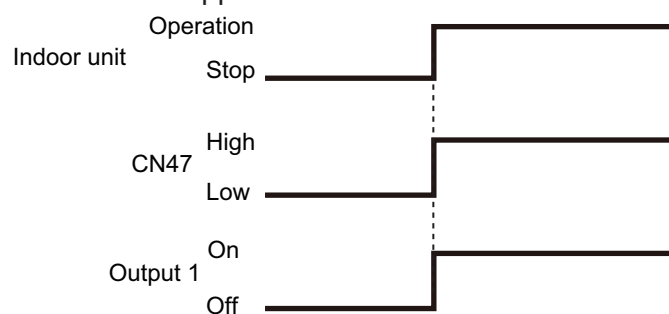 Operation
Indoor unit
Stop
High
CN47
Low
On
Output 1
Off